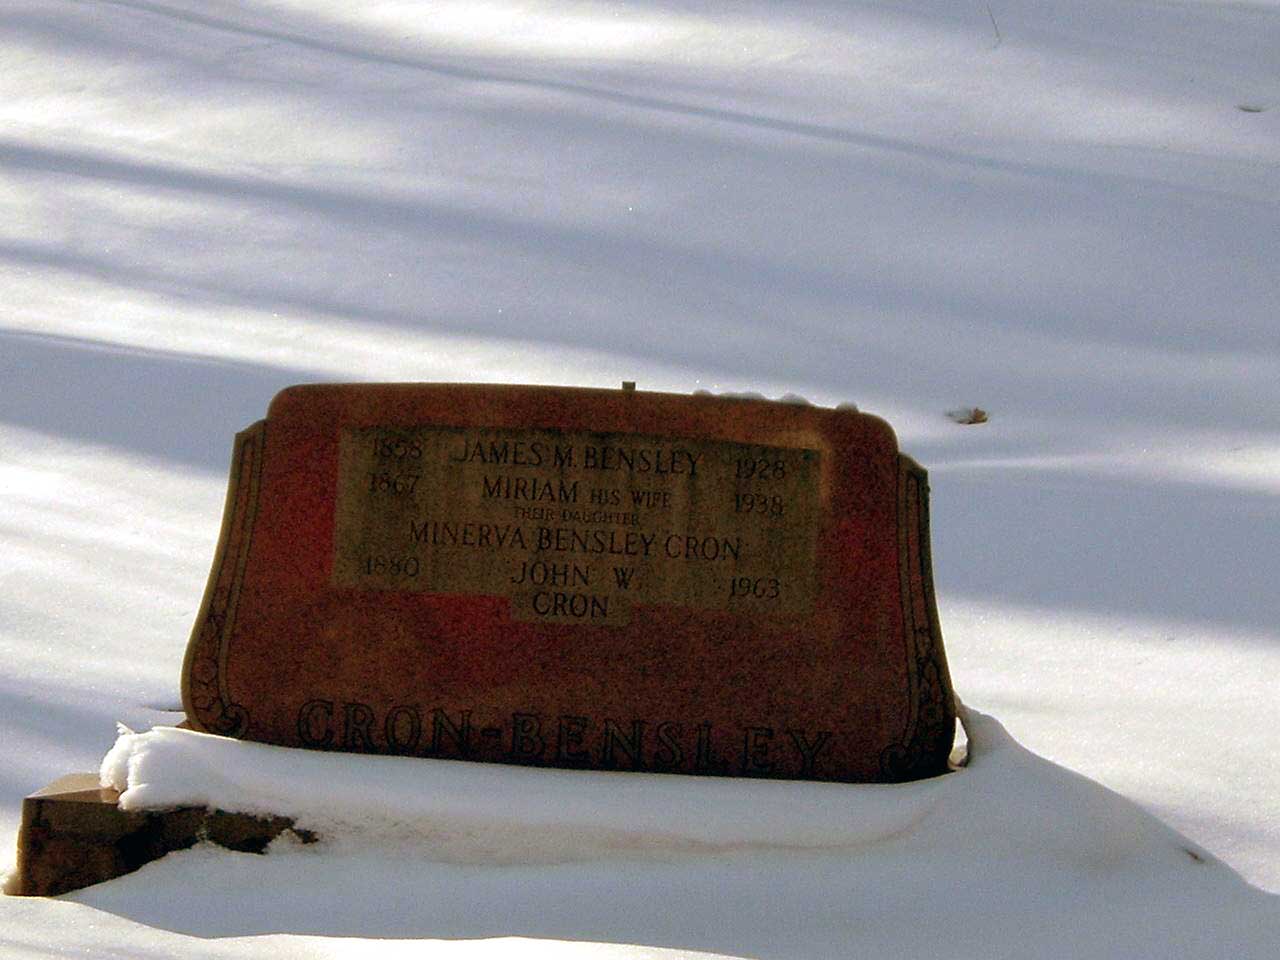 1858 JAMES M. BENSLEY 1928
1867 MIRIAM HIS WIFE 1938
THEIR DAUGHTER
MINERVA BENSLEY CRON
1880 JOHN W. 1963
CRON
CRON-BENSLEY